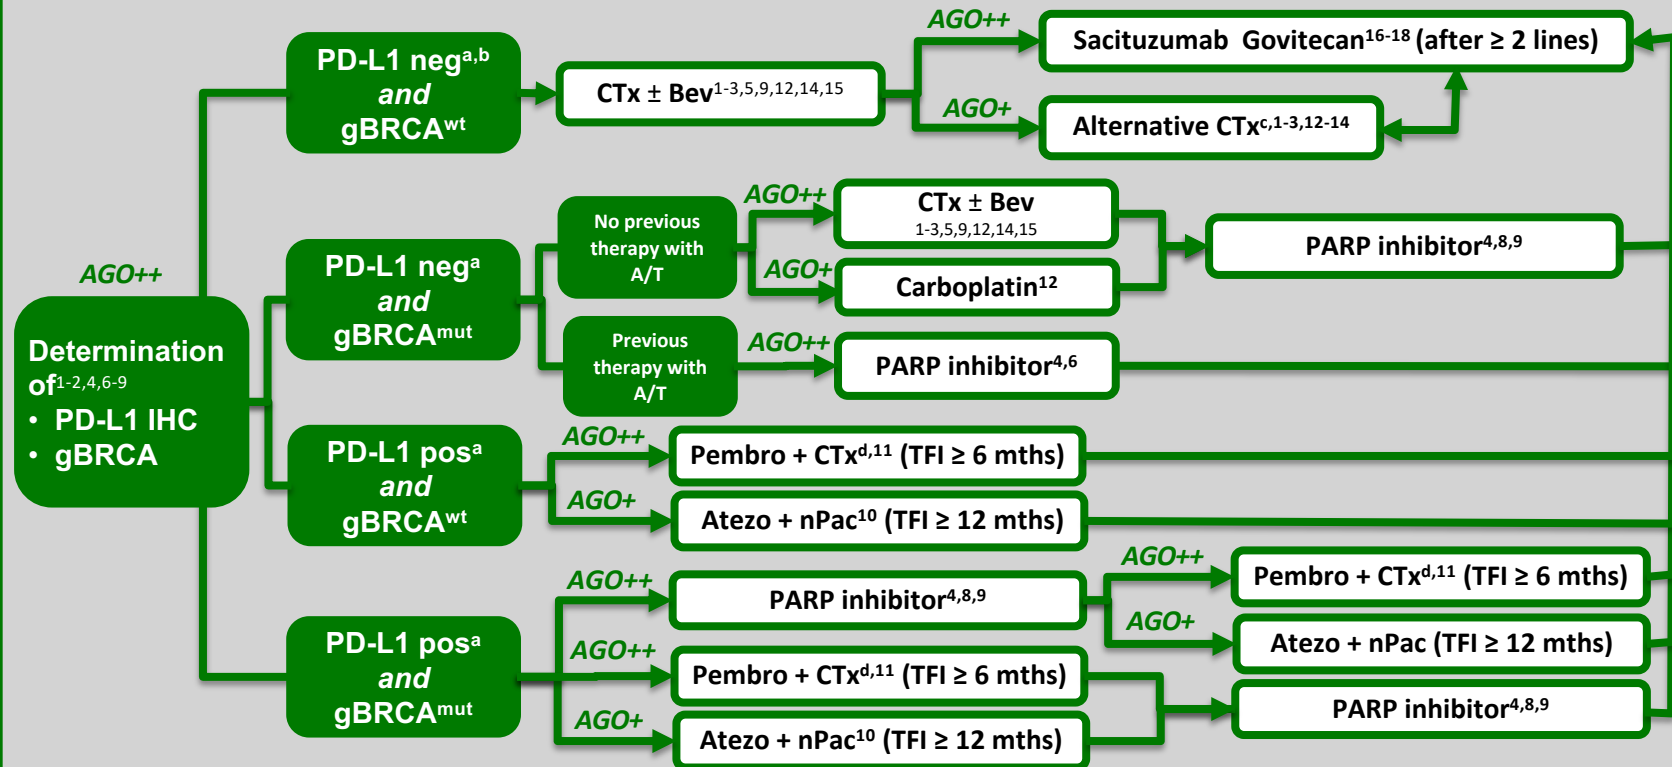 AGO++
Determination
of1-2,4,6-9
• PD-L1 IHC
• gBRCA
PD-L1 nega,b
and
gBRCAwt
CTx ± Bev1-3,5,9,12,14,15
AGO++
Sacituzumab Govitecan16-18 (after ≥ 2 lines)
AGO+
Alternative CTxc,1-3,12-14
PD-L1 nega
and
gBRCAmut
No previous
therapy with
A/T
AGO++
CTx ± Bev
1-3,5,9,12,14,15
AGO+
Carboplatin12
PARP inhibitor4,8,9
Previous
therapy with
A/T
AGO++
PARP inhibitor4,6
PD-L1 posa
and
gBRCAwt
AGO++
Pembro + CTxd,11 (TFI ≥ 6 mths)
AGO+
Atezo + nPac10 (TFI ≥ 12 mths)
PD-L1 posa
and
gBRCAmut
AGO++
PARP inhibitor4,8,9
AGO++
Pembro + CTxd,11 (TFI ≥ 6 mths)
AGO+
Atezo + nPac (TFI ≥ 12 mths)
AGO++
Pembro + CTxd,11 (TFI ≥ 6 mths)
AGO+
Atezo + nPac10 (TFI ≥ 12 mths)
PARP inhibitor4,8,9